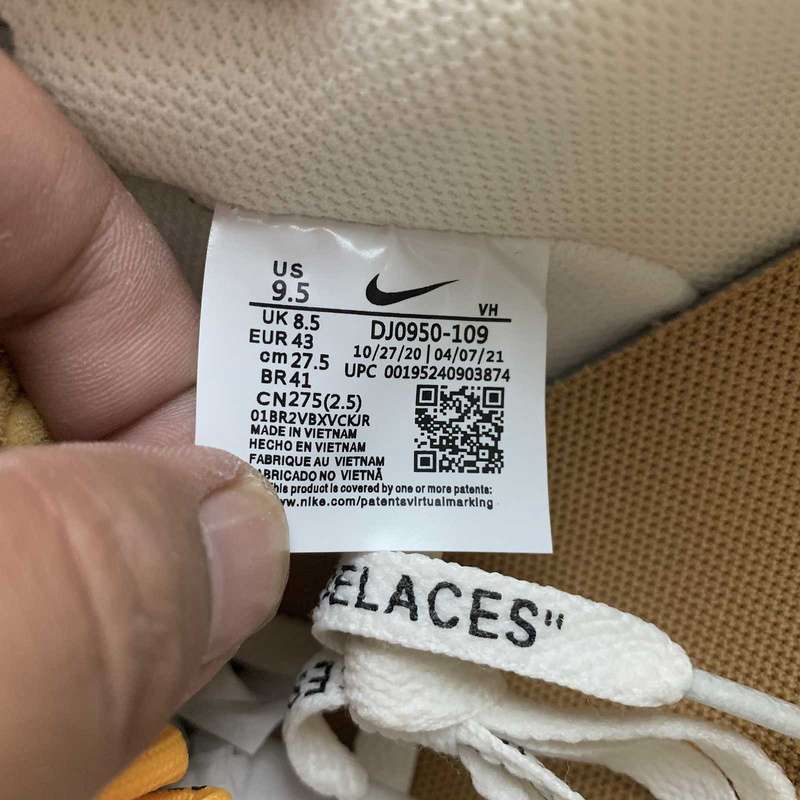 US
9.5
VH
UK 8.5
EUR 43
cm 27.5
BR 41
CN 275(2.5)
DJ0950-109
10/27/20 | 04/07/21
UPC 00195240903874
01BR2VBXVCKJR
MADE IN VIETNAM
HECHO EN VIETNAM
FABRIQUE AU VIETNAM
FABRICADO NO VIETNÃ
This product is covered by one or more patents:
www.nike.com/patentsvirtualmarking
ELACES"